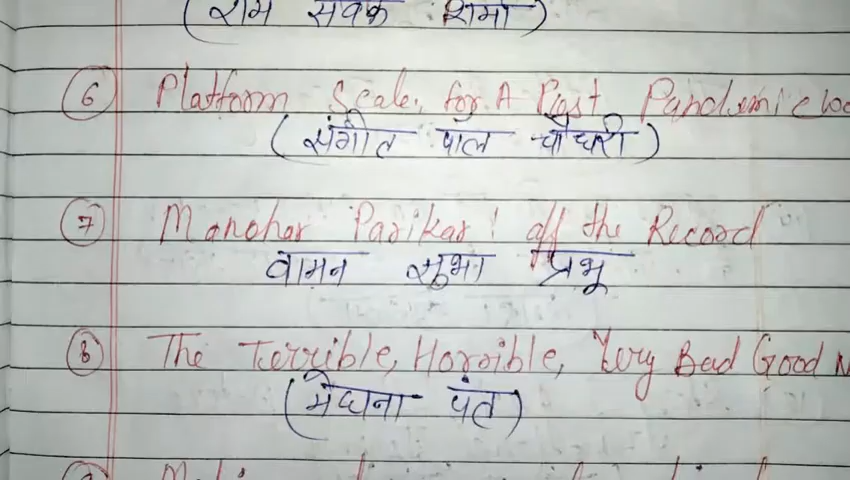 (राम सेवक शर्मा)
6 Platform Scale, for A Post Pandemic
(संगीत पॉल चौधरी)
7 Manohar Parikar! off the Record
वामन सुभा प्रभू
8 The Terrible, Horrible, Very Bad Good
(मेघना पंत)